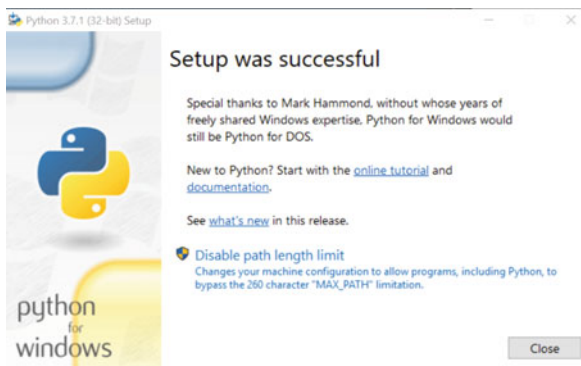 Python 3.7.1 (32-bit) Setup
Setup was successful
Special thanks to Mark Hammond, without whose years of
freely shared Windows expertise, Python for Windows would
still be Python for DOS.
New to Python? Start with the online tutorial and
documentation.
See what's new in this release.
Disable path length limit
Changes your machine configuration to allow programs, including Python, to
bypass the 260 character "MAX_PATH" limitation.
python
for
windows
Close